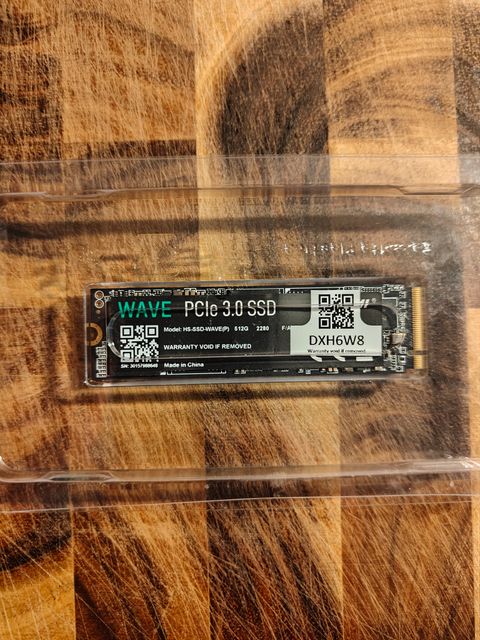 WAVE PCIe 3.0 SSD
Model: HS-SSD-WAVE(P) 512G 2280 F/
WARRANTY VOID IF REMOVED
Made in China
DXH6W8
Warranty void if removed